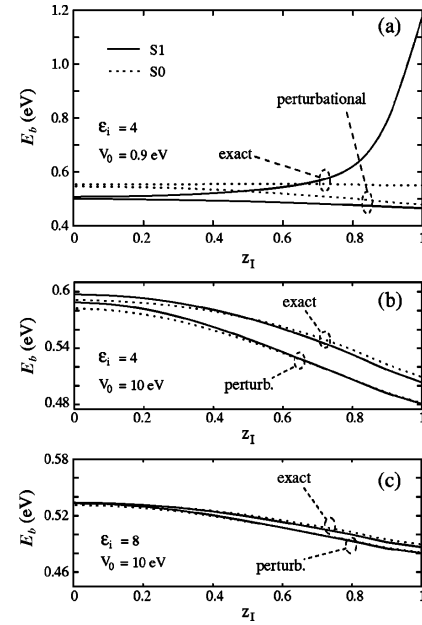 1.2
(a)
S1
S0
1.0
perturbational
E_b (eV)
0.8
ε_i = 4
V_0 = 0.9 eV
exact
0.6
0.4
0 0.2 0.4 0.6 0.8 1
z_I
0.6
(b)
exact
E_b (eV)
0.54
ε_i = 4
V_0 = 10 eV
perturb.
0.48
0 0.2 0.4 0.6 0.8 1
z_I
0.58
(c)
exact
E_b (eV)
0.52
ε_i = 8
V_0 = 10 eV
perturb.
0.46
0 0.2 0.4 0.6 0.8 1
z_I